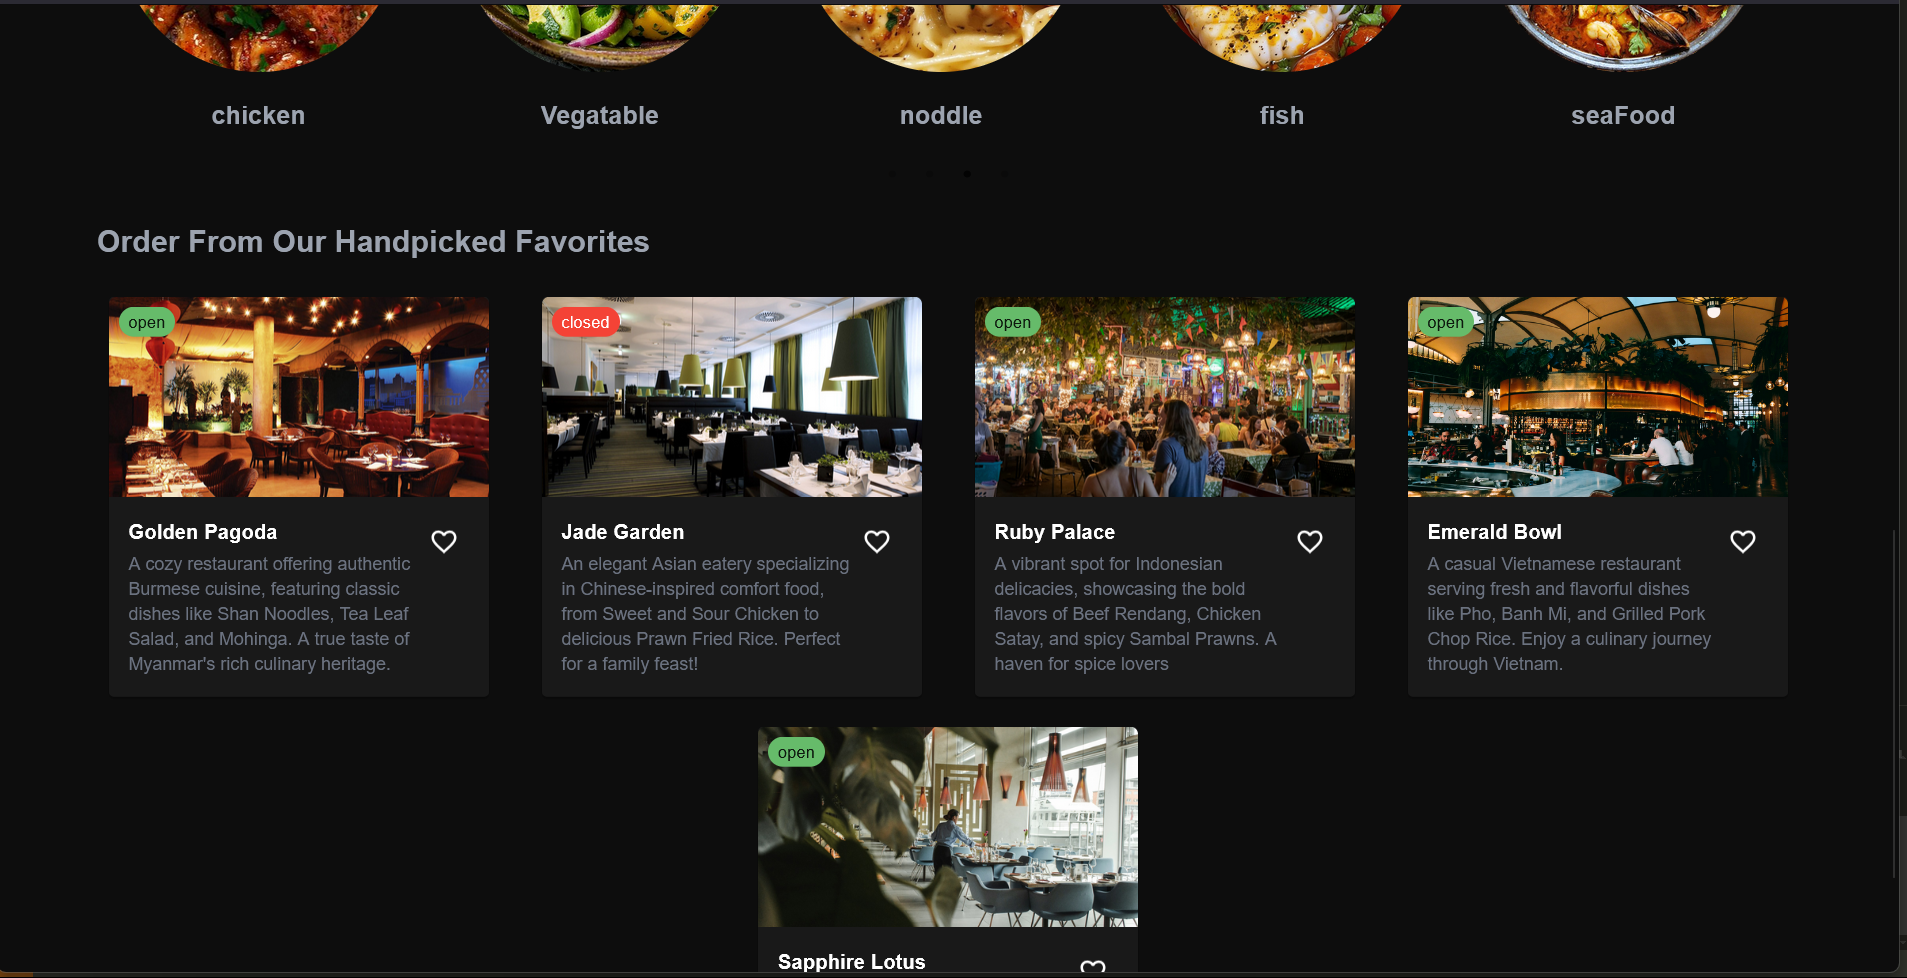 chicken
Vegatable
noddle
fish
seaFood
Order From Our Handpicked Favorites
open
Golden Pagoda
A cozy restaurant offering authentic
Burmese cuisine, featuring classic
dishes like Shan Noodles, Tea Leaf
Salad, and Mohinga. A true taste of
Myanmar's rich culinary heritage.
closed
Jade Garden
An elegant Asian eatery specializing
in Chinese-inspired comfort food,
from Sweet and Sour Chicken to
delicious Prawn Fried Rice. Perfect
for a family feast!
open
Ruby Palace
A vibrant spot for Indonesian
delicacies, showcasing the bold
flavors of Beef Rendang, Chicken
Satay, and spicy Sambal Prawns. A
haven for spice lovers
open
Emerald Bowl
A casual Vietnamese restaurant
serving fresh and flavorful dishes
like Pho, Banh Mi, and Grilled Pork
Chop Rice. Enjoy a culinary journey
through Vietnam.
open
Sapphire Lotus